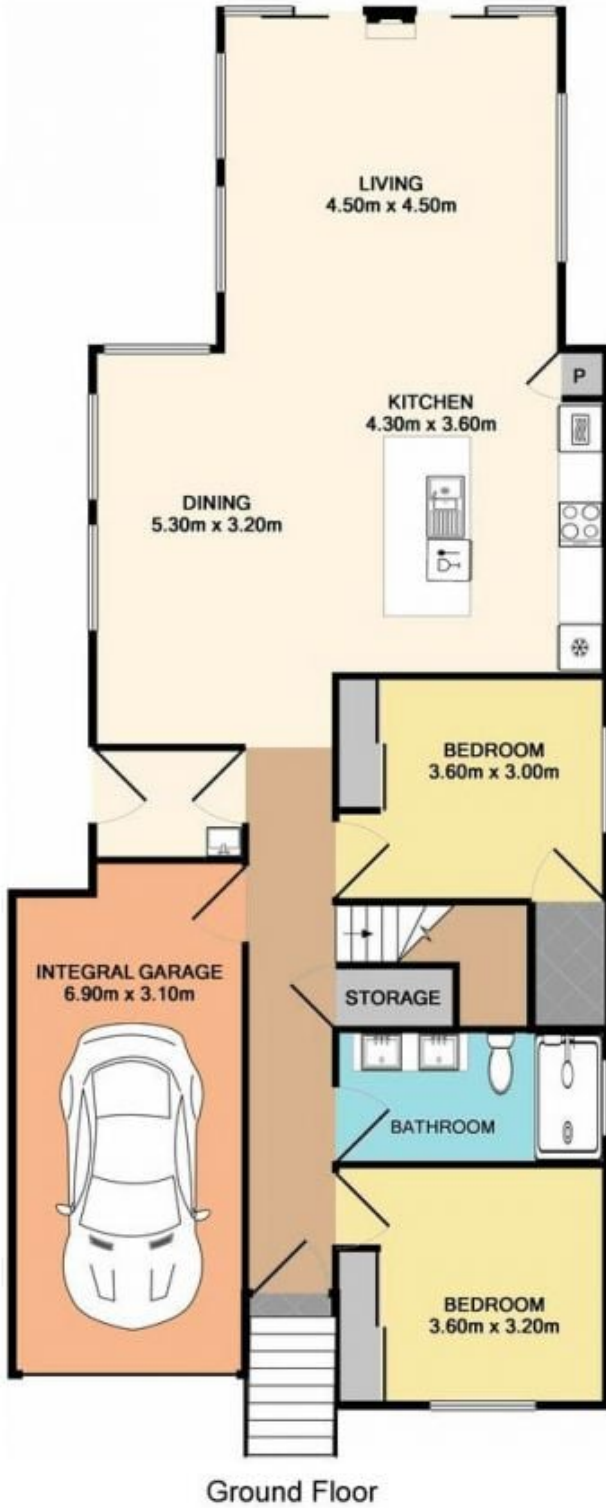 LIVING
4.50m x 4.50m
P
KITCHEN
4.30m x 3.60m
DINING
5.30m x 3.20m
BEDROOM
3.60m x 3.00m
INTEGRAL GARAGE
6.90m x 3.10m
STORAGE
BATHROOM
BEDROOM
3.60m x 3.20m
Ground Floor